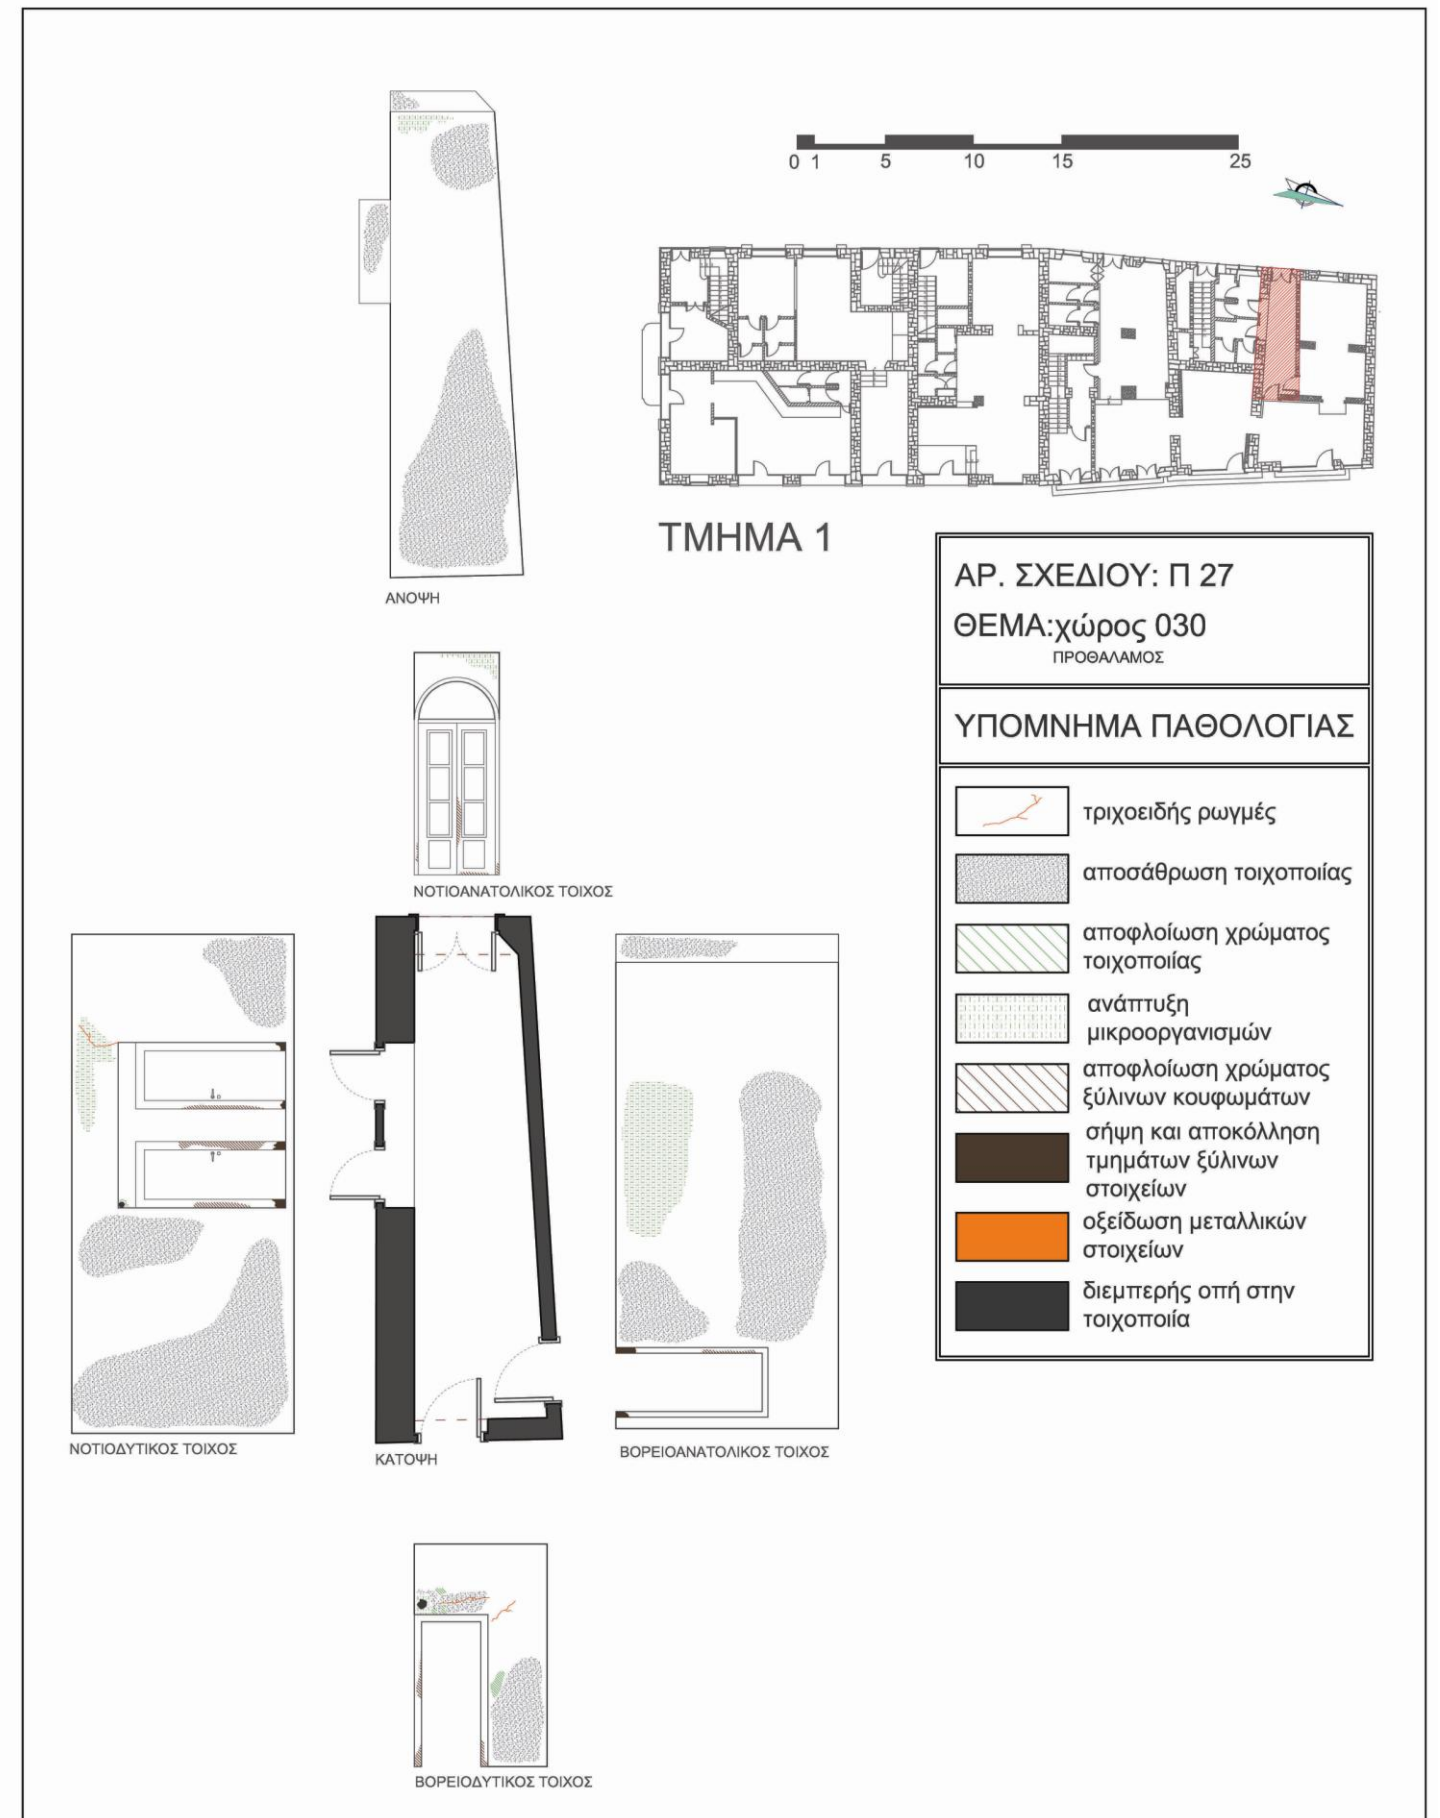 0 1 5 10 15 25
ΤΜΗΜΑ 1
ΑΝΟΨΗ
ΑΡ. ΣΧΕΔΙΟΥ: Π 27
ΘΕΜΑ:χώρος 030
ΠΡΟΘΑΛΑΜΟΣ
ΥΠΟΜΝΗΜΑ ΠΑΘΟΛΟΓΙΑΣ
τριχοειδής ρωγμές
αποσάθρωση τοιχοποιίας
αποφλοίωση χρώματος
τοιχοποιίας
ανάπτυξη
μικροοργανισμών
αποφλοίωση χρώματος
ξύλινων κουφωμάτων
σήψη και αποκόλληση
τμημάτων ξύλινων
στοιχείων
οξείδωση μεταλλικών
στοιχείων
διεμπερής οπή στην
τοιχοποιία
ΝΟΤΙΟΑΝΑΤΟΛΙΚΟΣ ΤΟΙΧΟΣ
ΝΟΤΙΟΔΥΤΙΚΟΣ ΤΟΙΧΟΣ
ΚΑΤΟΨΗ
ΒΟΡΕΙΟΑΝΑΤΟΛΙΚΟΣ ΤΟΙΧΟΣ
ΒΟΡΕΙΟΔΥΤΙΚΟΣ ΤΟΙΧΟΣ